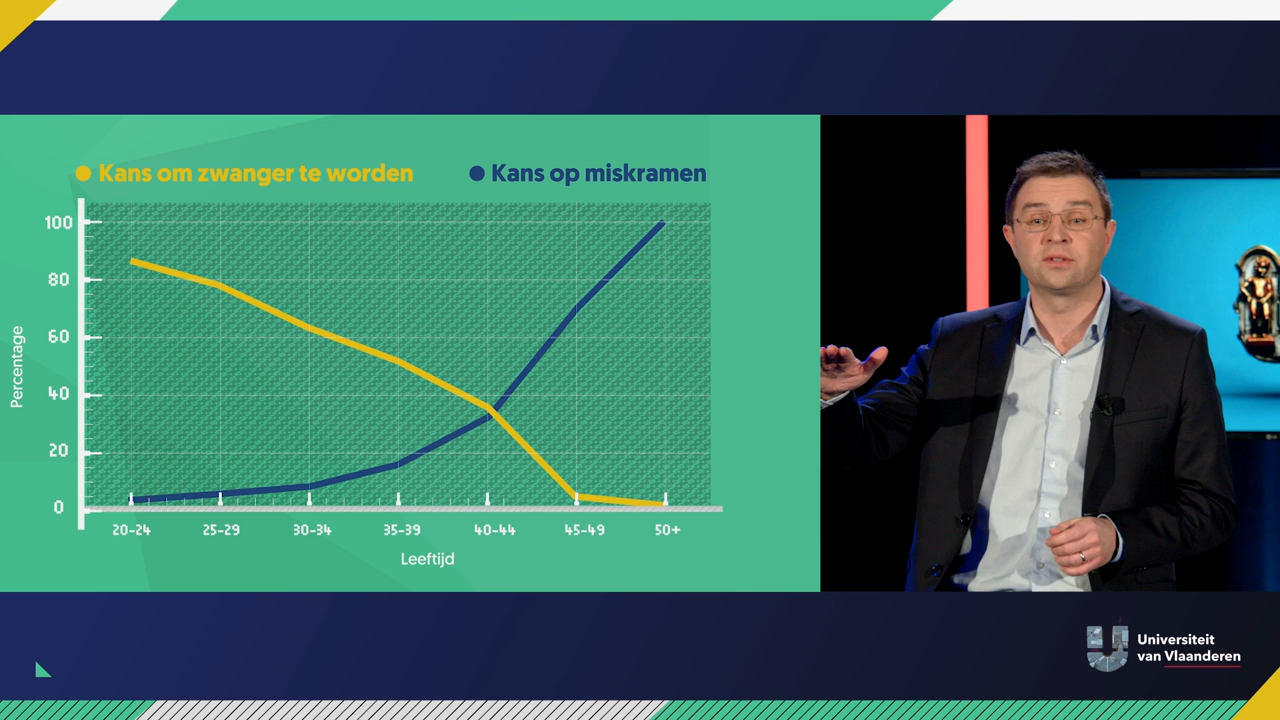 Kans om zwanger te worden
Kans op miskramen
100
80
60
40
20
0
Percentage
20-24
25-29
30-34
35-39
40-44
45-49
50+
Leeftijd
Universiteit
van Vlaanderen